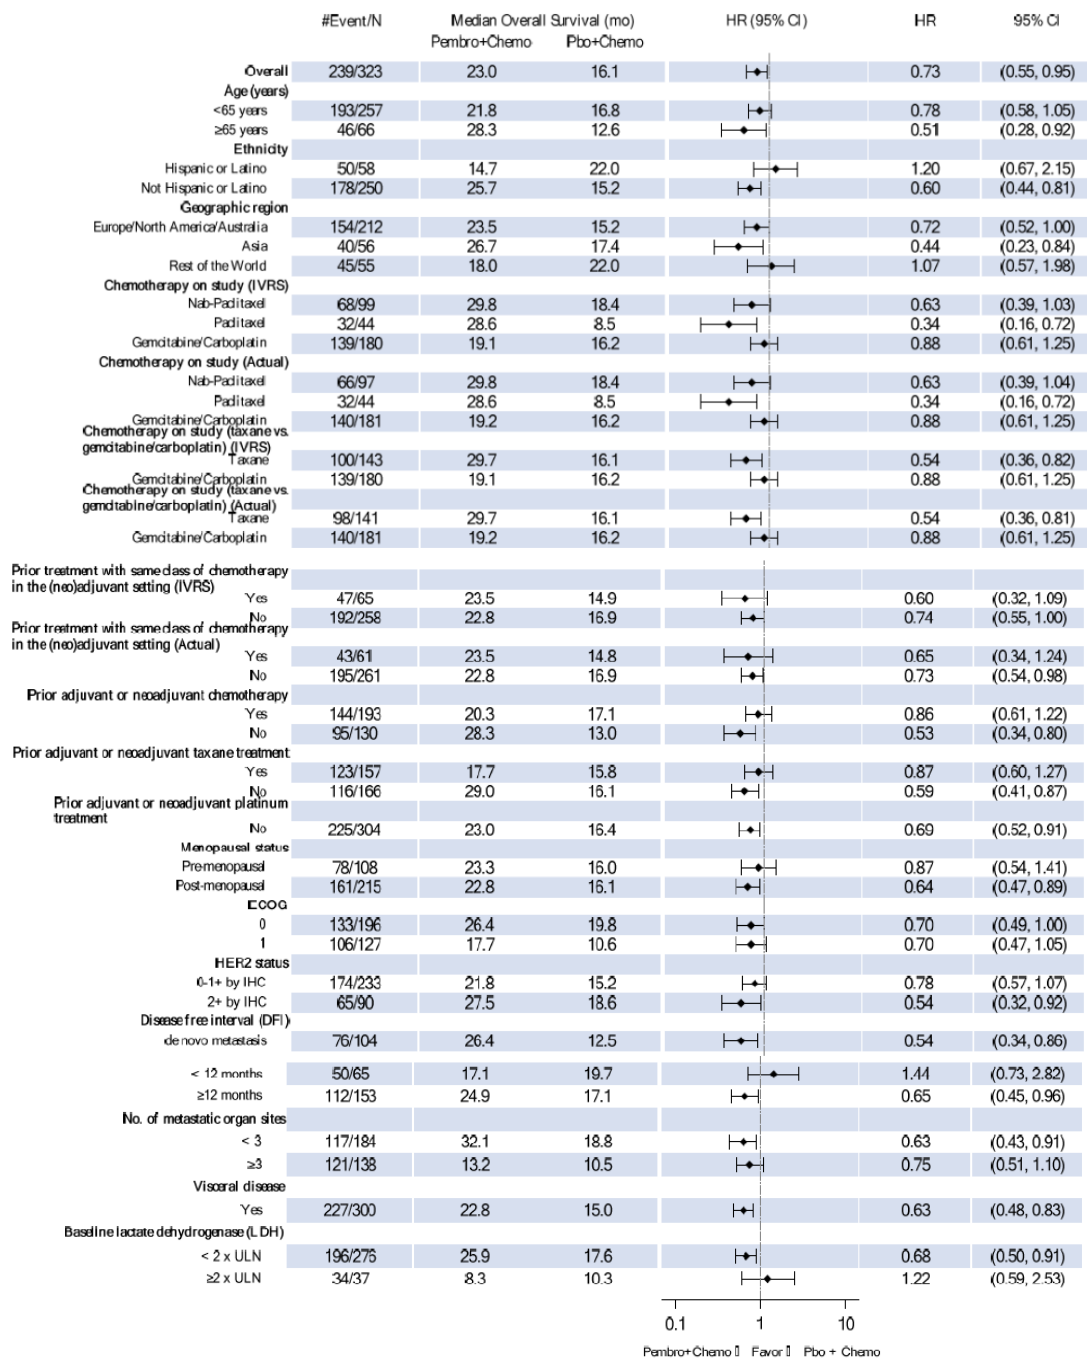 #Event/N Median Overall Survival (mo) HR (95% CI) HR 95% CI
Pembro+Chemo Pbo+Chemo
Overall 239/323 23.0 16.1 0.73 (0.55, 0.95)
Age (years)
<65 years 193/257 21.8 16.8 0.78 (0.58, 1.05)
≥65 years 46/66 28.3 12.6 0.51 (0.28, 0.92)
Ethnicity
Hispanic or Latino 50/58 14.7 22.0 1.20 (0.67, 2.15)
Not Hispanic or Latino 178/250 25.7 15.2 0.60 (0.44, 0.81)
Geographic region
Europe/North America/Australia 154/212 23.5 15.2 0.72 (0.52, 1.00)
Asia 40/56 26.7 17.4 0.44 (0.23, 0.84)
Rest of the World 45/55 18.0 22.0 1.07 (0.57, 1.98)
Chemotherapy on study (IVRS)
Nab-Paclitaxel 68/99 29.8 18.4 0.63 (0.39, 1.03)
Paclitaxel 32/44 28.6 8.5 0.34 (0.16, 0.72)
Gemcitabine/Carboplatin 139/180 19.1 16.2 0.88 (0.61, 1.25)
Chemotherapy on study (Actual)
Nab-Paclitaxel 66/97 29.8 18.4 0.63 (0.39, 1.04)
Paclitaxel 32/44 28.6 8.5 0.34 (0.16, 0.72)
Gemcitabine/Carboplatin 140/181 19.2 16.2 0.88 (0.61, 1.25)
Chemotherapy on study (taxane vs.
gemcitabine/carboplatin) (IVRS)
Taxane 100/143 29.7 16.1 0.54 (0.36, 0.82)
Gemcitabine/Carboplatin 139/180 19.1 16.2 0.88 (0.61, 1.25)
Chemotherapy on study (taxane vs.
gemcitabine/carboplatin) (Actual)
Taxane 98/141 29.7 16.1 0.54 (0.36, 0.81)
Gemcitabine/Carboplatin 140/181 19.2 16.2 0.88 (0.61, 1.25)
Prior treatment with same class of chemotherapy
in the (neo)adjuvant setting (IVRS)
Yes 47/65 23.5 14.9 0.60 (0.32, 1.09)
No 192/258 22.8 16.9 0.74 (0.55, 1.00)
Prior treatment with same class of chemotherapy
in the (neo)adjuvant setting (Actual)
Yes 43/61 23.5 14.8 0.65 (0.34, 1.24)
No 195/261 22.8 16.9 0.73 (0.54, 0.98)
Prior adjuvant or neoadjuvant chemotherapy
Yes 144/193 20.3 17.1 0.86 (0.61, 1.22)
No 95/130 28.3 13.0 0.53 (0.34, 0.80)
Prior adjuvant or neoadjuvant taxane treatment
Yes 123/157 17.7 15.8 0.87 (0.60, 1.27)
No 116/166 29.0 16.1 0.59 (0.41, 0.87)
Prior adjuvant or neoadjuvant platinum
treatment
No 225/304 23.0 16.4 0.69 (0.52, 0.91)
Menopausal status
Pre-menopausal 78/108 23.3 16.0 0.87 (0.54, 1.41)
Post-menopausal 161/215 22.8 16.1 0.64 (0.47, 0.89)
ECOG
0 133/196 26.4 19.8 0.70 (0.49, 1.00)
1 106/127 17.7 10.6 0.70 (0.47, 1.05)
HER2 status
0-1+ by IHC 174/233 21.8 15.2 0.78 (0.57, 1.07)
2+ by IHC 65/90 27.5 18.6 0.54 (0.32, 0.92)
Disease free interval (DFI)
de novo metastasis 76/104 26.4 12.5 0.54 (0.34, 0.86)
< 12 months 50/65 17.1 19.7 1.44 (0.73, 2.82)
≥12 months 112/153 24.9 17.1 0.65 (0.45, 0.96)
No. of metastatic organ sites
< 3 117/184 32.1 18.8 0.63 (0.43, 0.91)
≥3 121/138 13.2 10.5 0.75 (0.51, 1.10)
Visceral disease
Yes 227/300 22.8 15.0 0.63 (0.48, 0.83)
Baseline lactate dehydrogenase (LDH)
< 2 x ULN 196/276 25.9 17.6 0.68 (0.50, 0.91)
≥2 x ULN 34/37 8.3 10.3 1.22 (0.59, 2.53)
0.1 1 10
Pembro+Chemo Favor Pbo + Chemo